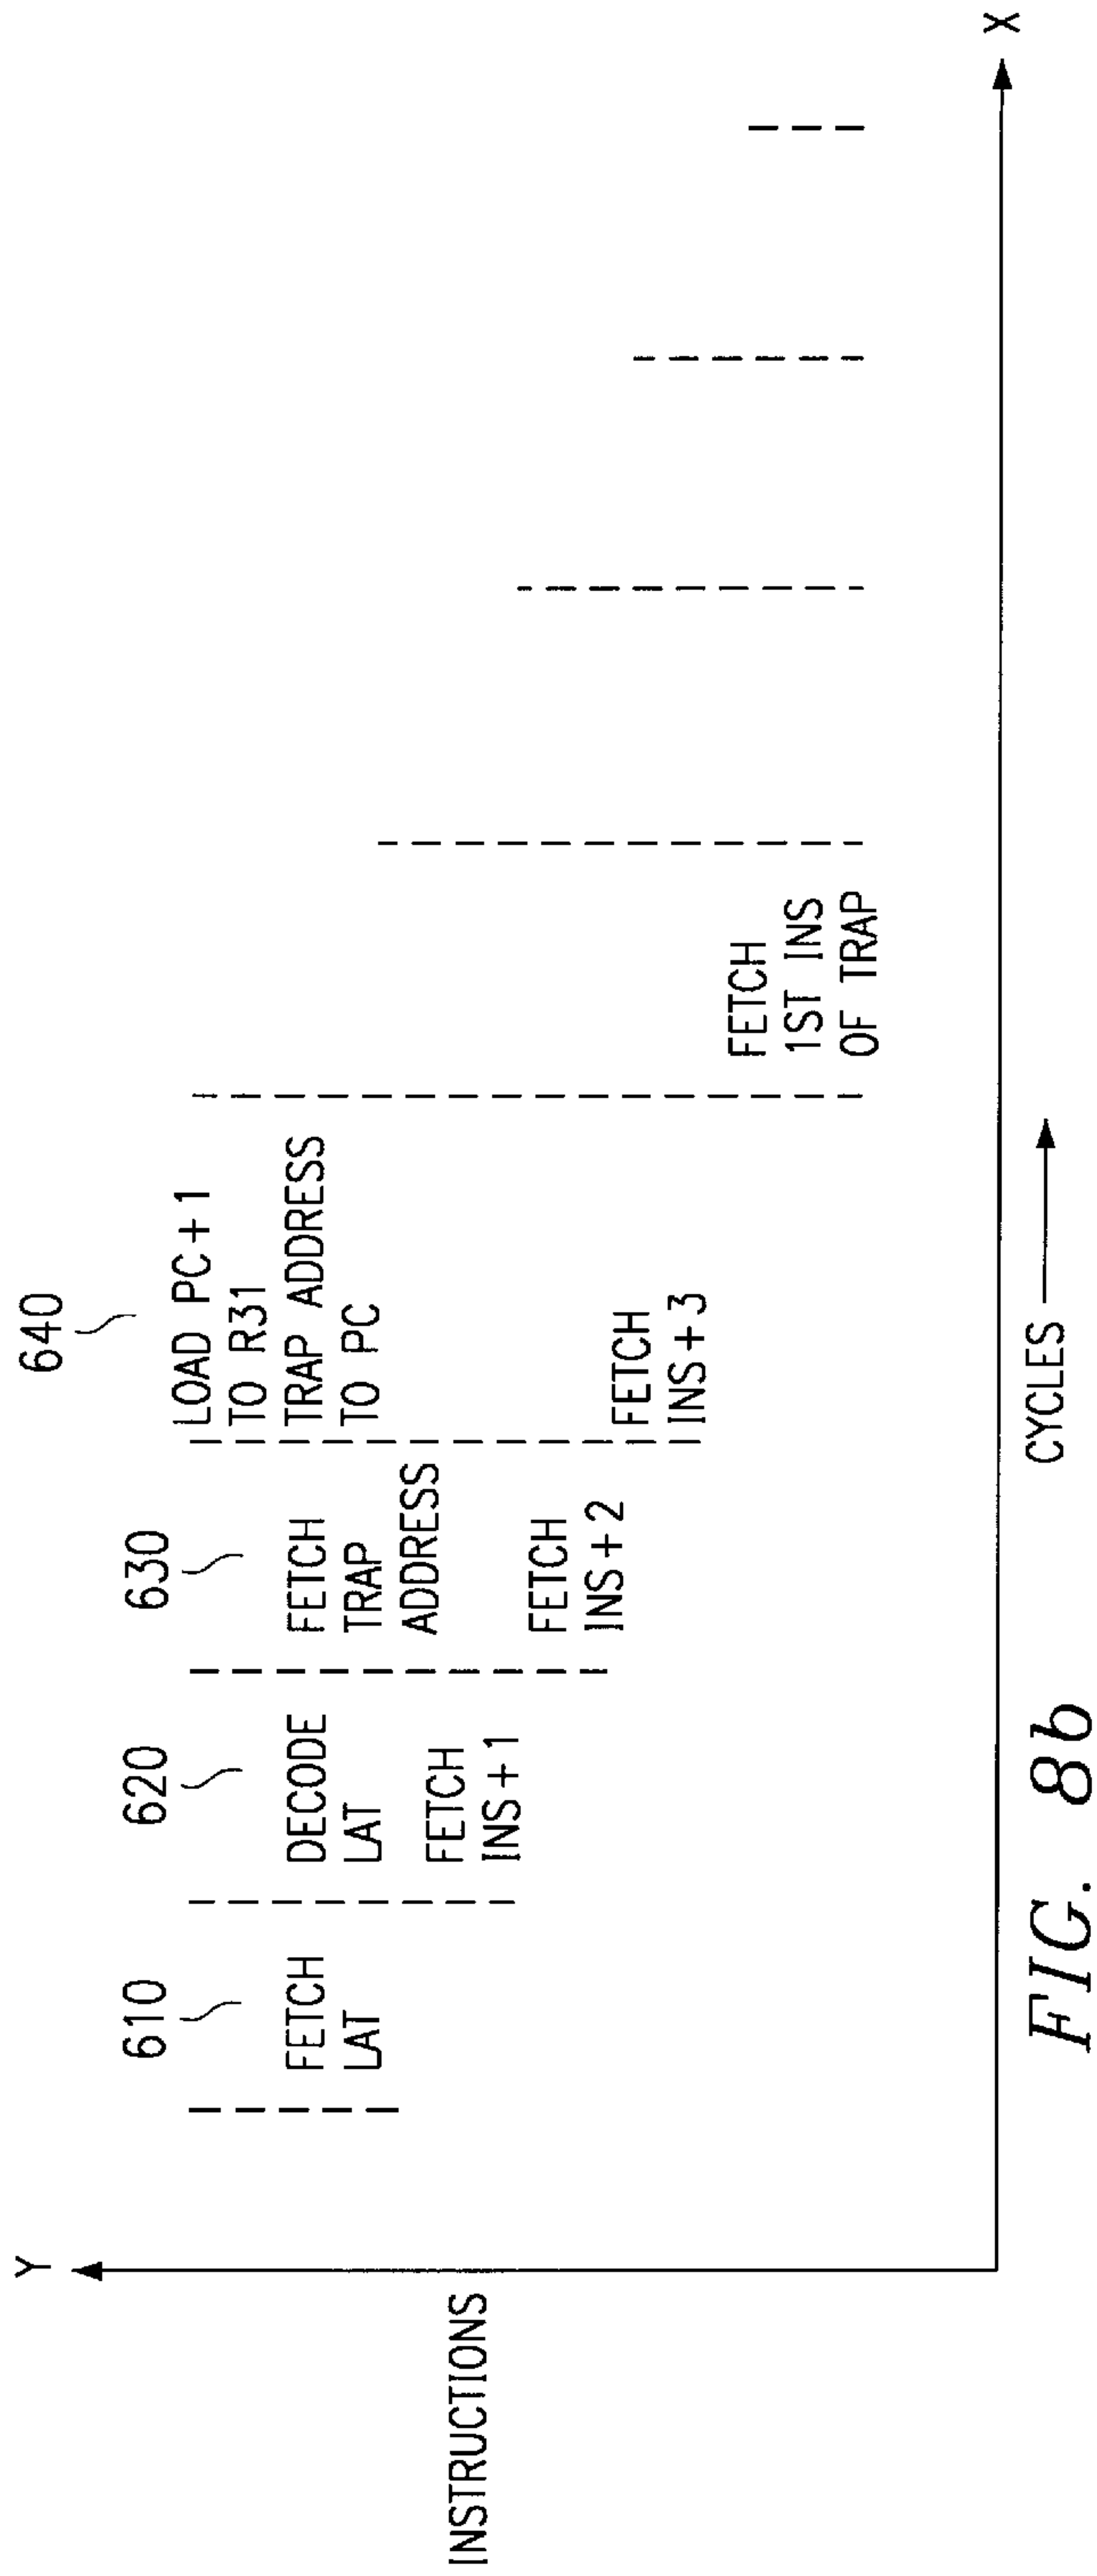 Y
INSTRUCTIONS
610
FETCH
LAT
620
DECODE
LAT
FETCH
INS+1
630
FETCH
TRAP
ADDRESS
FETCH
INS+2
640
LOAD PC+1
TO R31
TRAP ADDRESS
TO PC
FETCH
INS+3
FETCH
1ST INS
OF TRAP
CYCLES
X
FIG. 8b